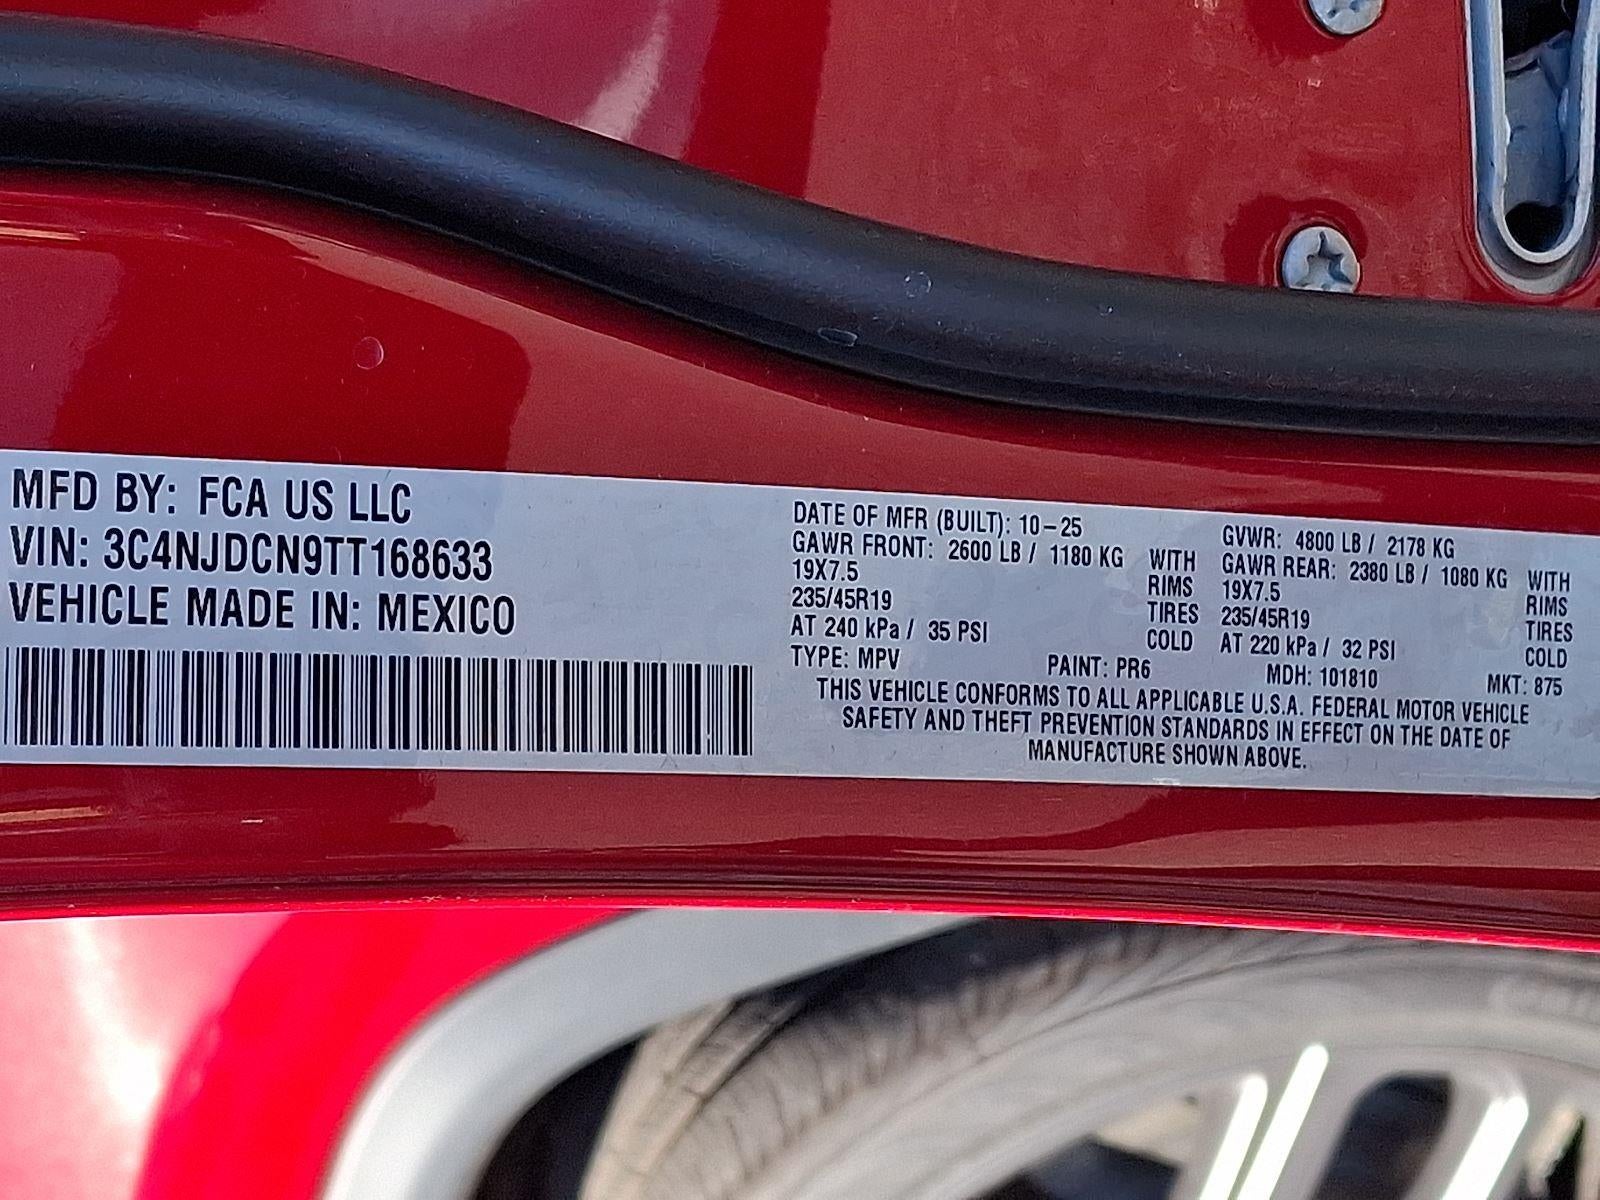 MFD BY: FCA US LLC
VIN: 3C4NJDCN9TT168633
VEHICLE MADE IN: MEXICO
DATE OF MFR (BUILT): 10-25
GAWR FRONT: 2600 LB / 1180 KG WITH
19X7.5 RIMS
235/45R19 TIRES
AT 240 kPa / 35 PSI COLD
GVWR: 4800 LB / 2178 KG
GAWR REAR: 2380 LB / 1080 KG WITH
19X7.5 RIMS
235/45R19 TIRES
AT 220 kPa / 32 PSI COLD
TYPE: MPV PAINT: PR6 MDH: 101810 MKT: 875
THIS VEHICLE CONFORMS TO ALL APPLICABLE U.S.A. FEDERAL MOTOR VEHICLE
SAFETY AND THEFT PREVENTION STANDARDS IN EFFECT ON THE DATE OF
MANUFACTURE SHOWN ABOVE.